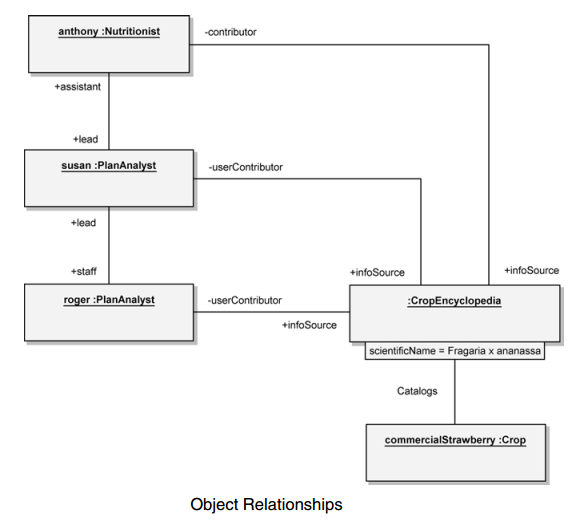 anthony :Nutritionist
-contributor
+assistant
+lead
susan :PlanAnalyst
-userContributor
+lead
+staff
+infoSource
+infoSource
roger :PlanAnalyst
-userContributor
:CropEncyclopedia
+infoSource
scientificName = Fragaria x ananassa
Catalogs
commercialStrawberry :Crop
Object Relationships